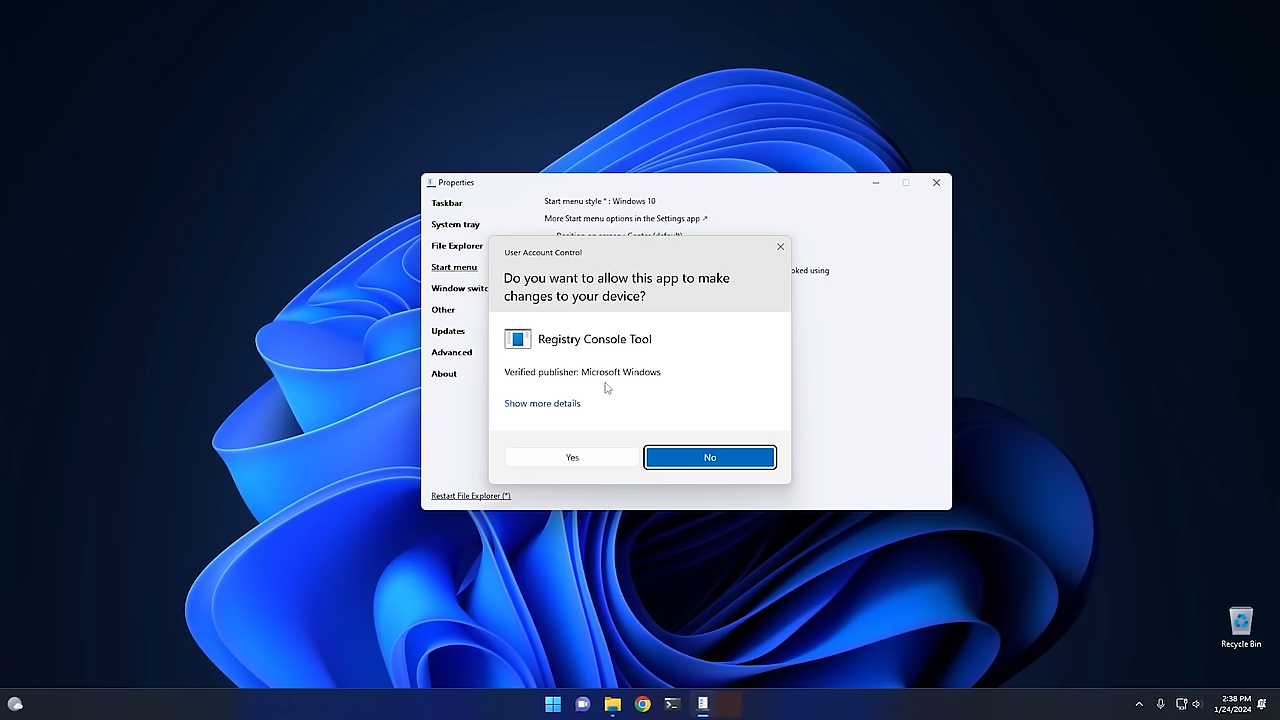 Properties
Taskbar
System tray
File Explorer
Start menu
Window switc
Other
Updates
Advanced
About
Restart File Explorer (*)
Start menu style * : Windows 10
More Start menu options in the Settings app ↗
Position on screen : Center (default)
oked using
User Account Control
Do you want to allow this app to make
changes to your device?
Registry Console Tool
Verified publisher: Microsoft Windows
Show more details
Yes
No
Recycle Bin
2:38 PM
1/24/2024